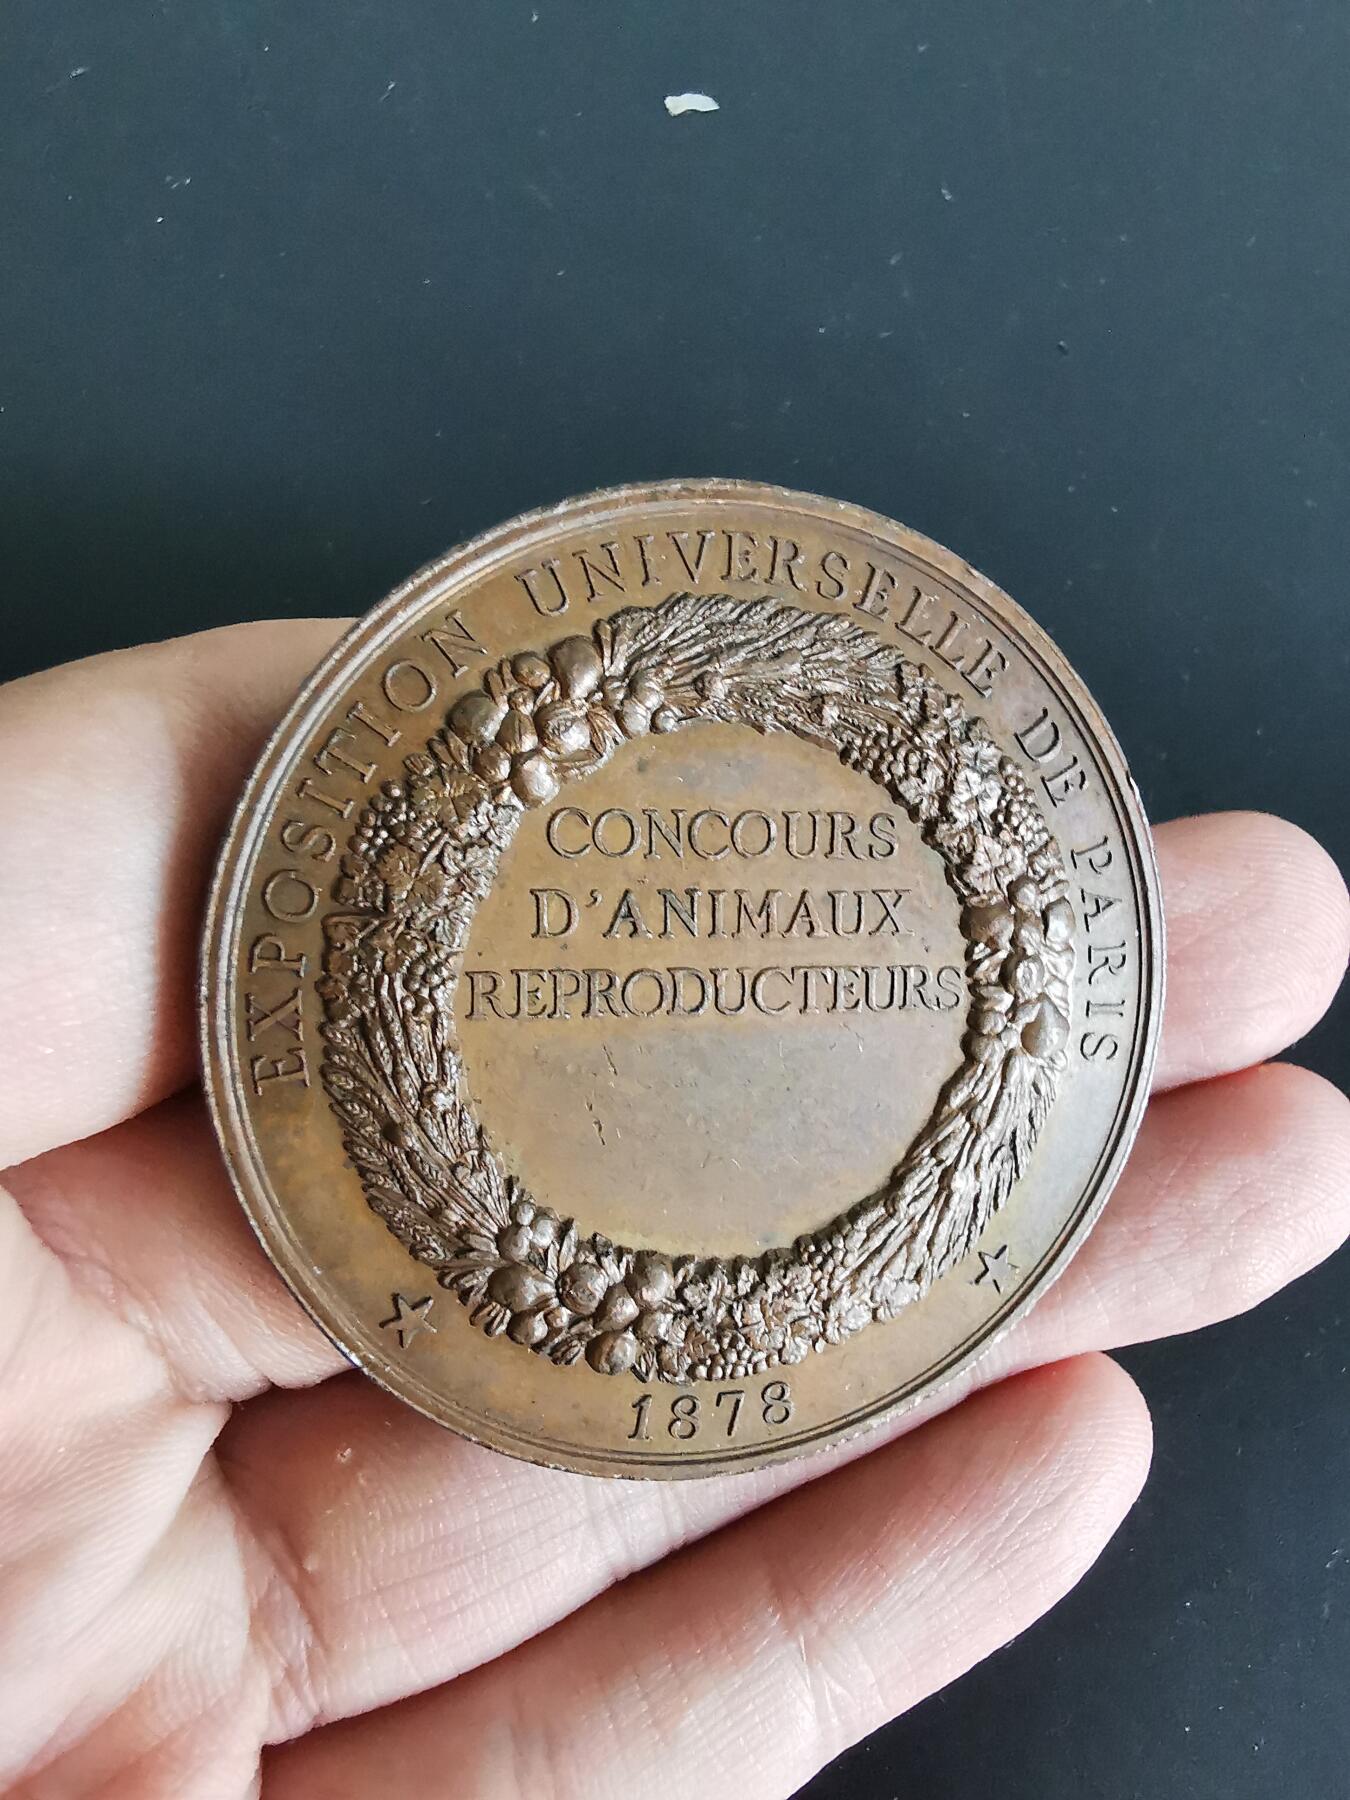 EXPOSITION UNIVERSELLE DE PARIS
CONCOURS
D'ANIMAUX
REPRODUCTEURS
1878